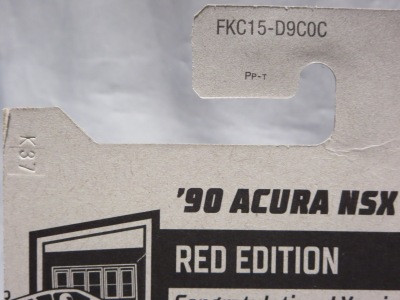 FKC15-D9C0C
PP-T
K37
'90 ACURA NSX
RED EDITION